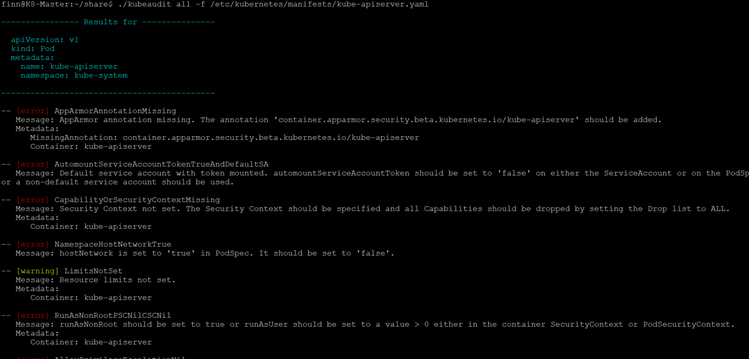 finn@K8-Master:~/share$ ./kubeaudit all -f /etc/kubernetes/manifests/kube-apiserver.yaml
---------------- Results for ---------------
apiVersion: v1
kind: Pod
metadata:
name: kube-apiserver
namespace: kube-system
--------------------------------------------
-- [error] AppArmorAnnotationMissing
Message: AppArmor annotation missing. The annotation 'container.apparmor.security.beta.kubernetes.io/kube-apiserver' should be added.
Metadata:
MissingAnnotation: container.apparmor.security.beta.kubernetes.io/kube-apiserver
Container: kube-apiserver
-- [error] AutomountServiceAccountTokenTrueAndDefaultSA
Message: Default service account with token mounted. automountServiceAccountToken should be set to 'false' on either the ServiceAccount or on the PodSp
or a non-default service account should be used.
-- [error] CapabilityOrSecurityContextMissing
Message: Security Context not set. The Security Context should be specified and all Capabilities should be dropped by setting the Drop list to ALL.
Metadata:
Container: kube-apiserver
-- [error] NamespaceHostNetworkTrue
Message: hostNetwork is set to 'true' in PodSpec. It should be set to 'false'.
-- [warning] LimitsNotSet
Message: Resource limits not set.
Metadata:
Container: kube-apiserver
-- [error] RunAsNonRootPSCNilCSCNil
Message: runAsNonRoot should be set to true or runAsUser should be set to a value > 0 either in the container SecurityContext or PodSecurityContext.
Metadata:
Container: kube-apiserver
-- [error] AllowPrivilegeEscalationNil